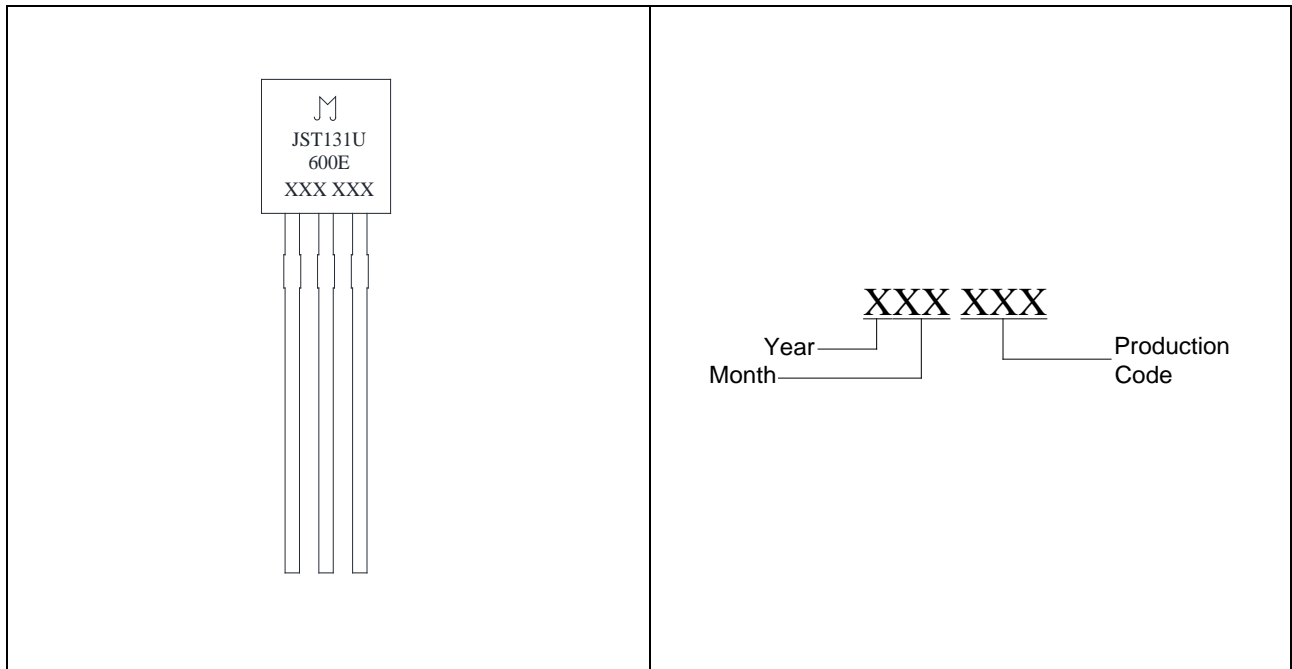 JST131U
600E
XXX XXX
XXX XXX
Year
Month
Production
Code